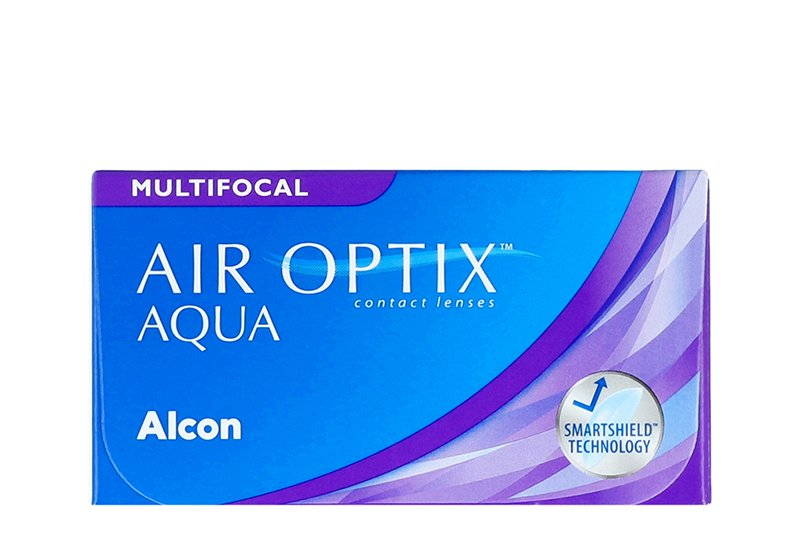 MULTIFOCAL
AIR OPTIX™
contact lenses
AQUA
Alcon
SMARTSHIELD™
TECHNOLOGY